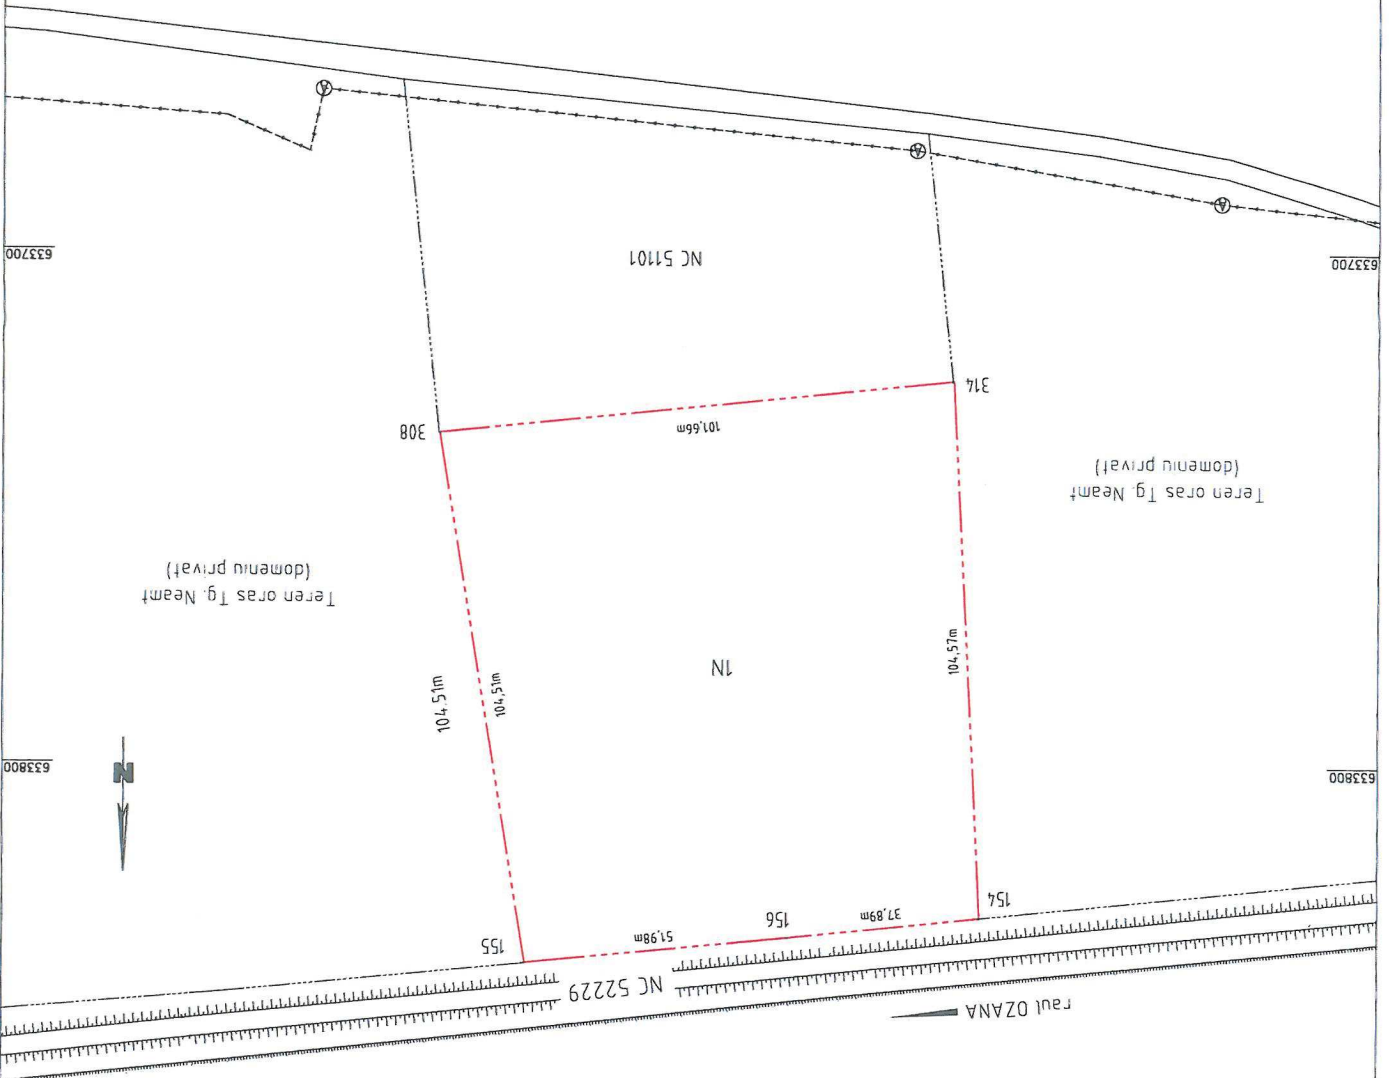 raul OZANA
NC 52229
154
37,89m
156
51,98m
155
633800
N
633800
1N
104,57m
104,51m
104,51m
Teren oras Tg. Neamt
(domeniu privat)
Teren oras Tg. Neamt
(domeniu privat)
308
101,66m
314
NC 51101
633700
633700
A
A
A